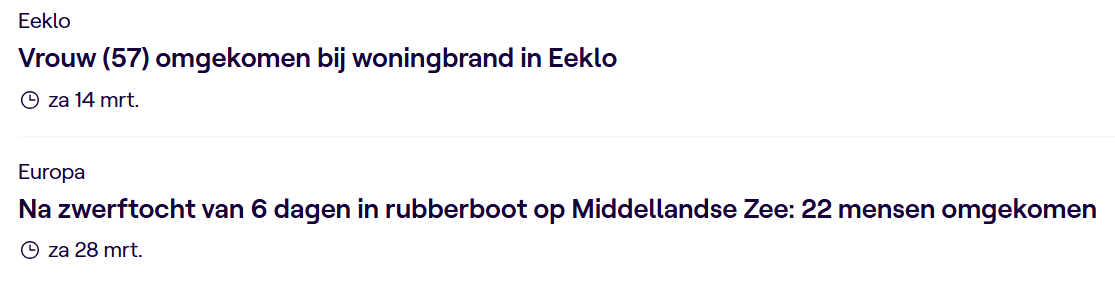 Eeklo
Vrouw (57) omgekomen bij woningbrand in Eeklo
za 14 mrt.
Europa
Na zwerftocht van 6 dagen in rubberboot op Middellandse Zee: 22 mensen omgekomen
za 28 mrt.